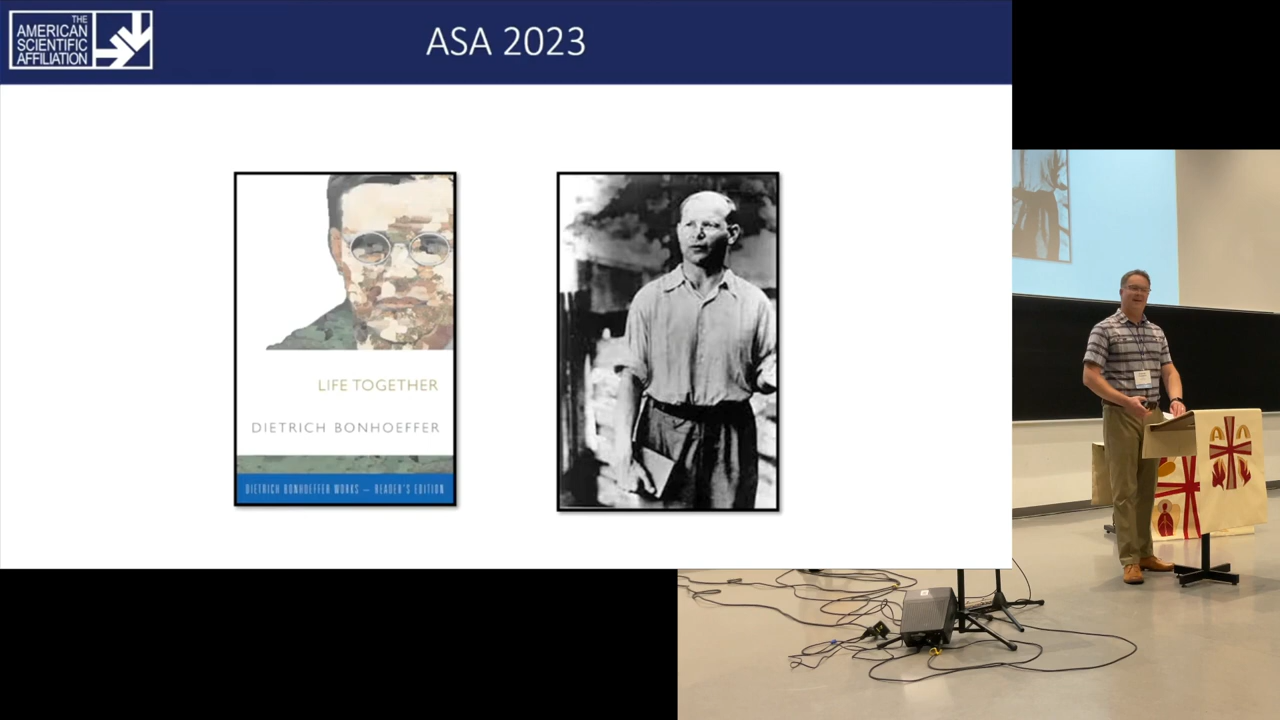 THE
AMERICAN
SCIENTIFIC
AFFILIATION
ASA 2023
LIFE TOGETHER
DIETRICH BONHOEFFER
DIETRICH BONHOEFFER WORKS — READER'S EDITION